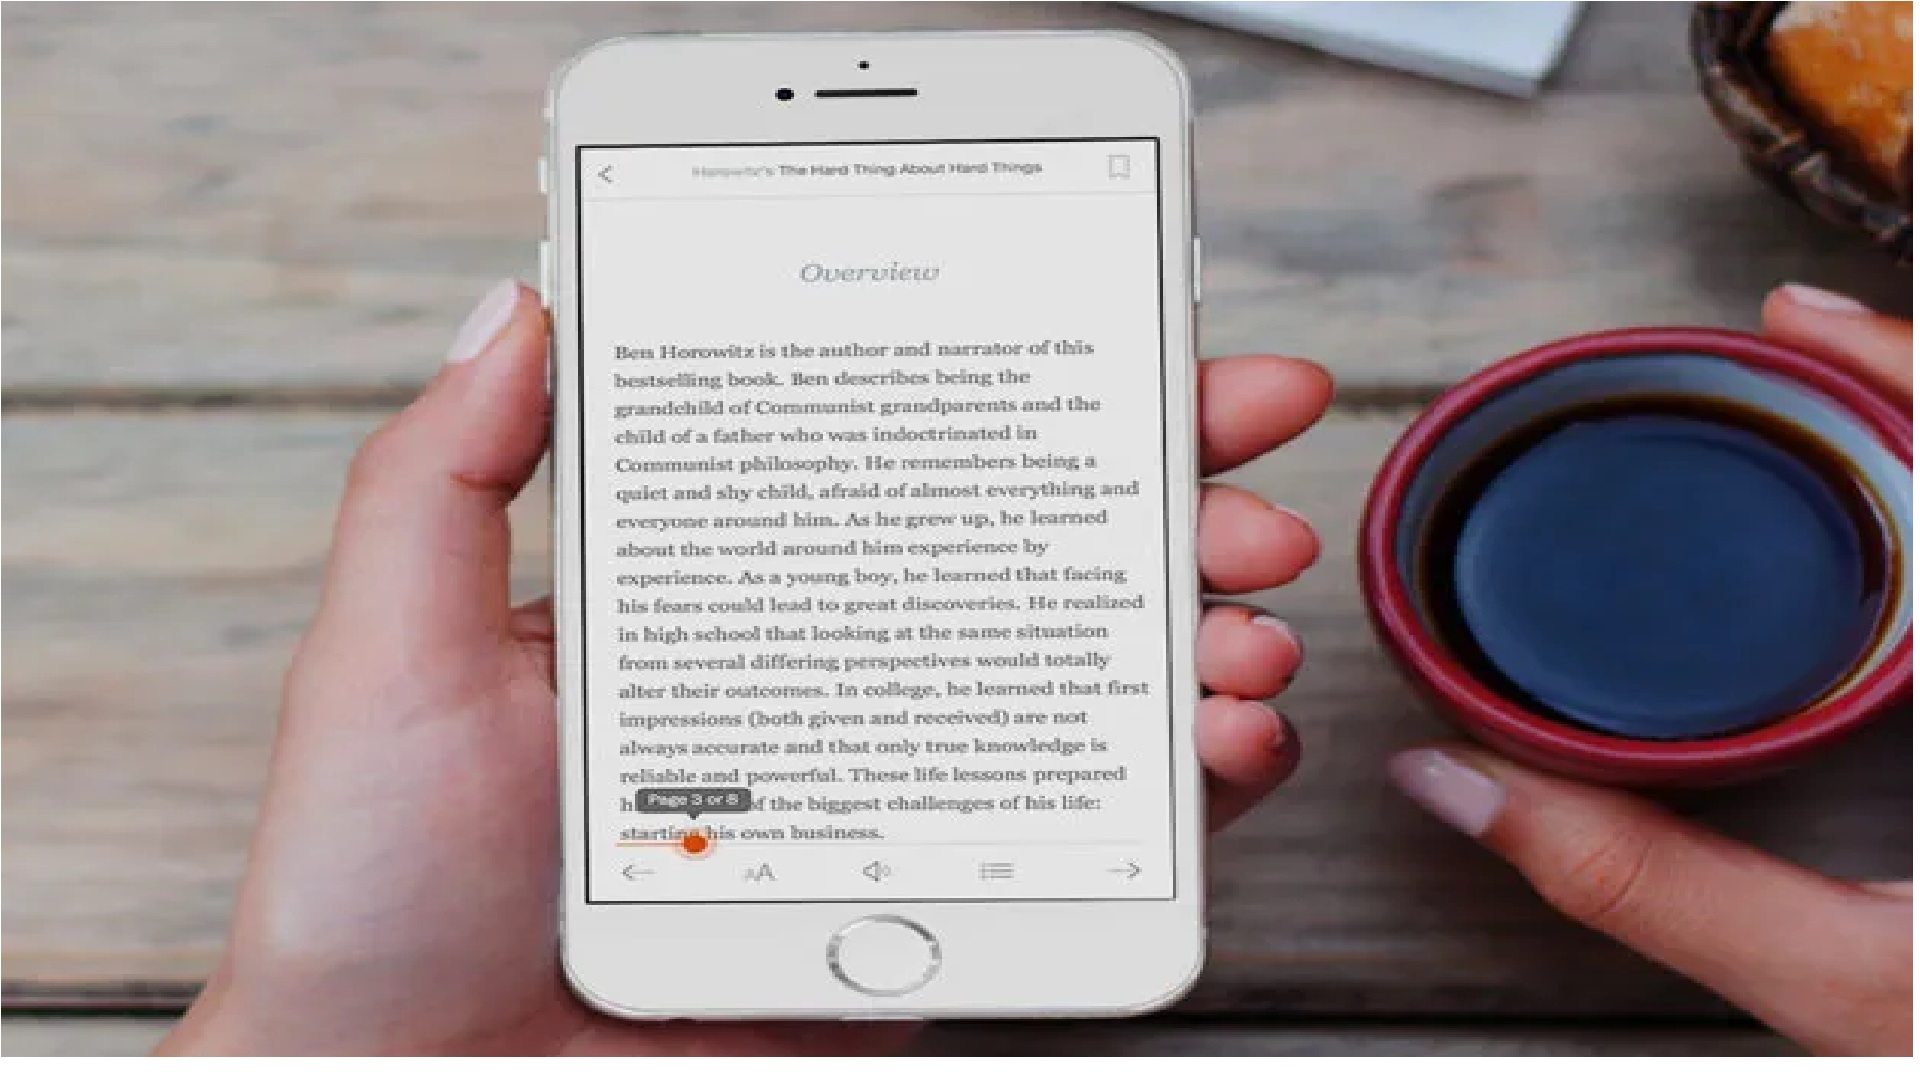 Horowitz's The Hard Thing About Hard Things
Overview
Ben Horowitz is the author and narrator of this
bestselling book. Ben describes being the
grandchild of Communist grandparents and the
child of a father who was indoctrinated in
Communist philosophy. He remembers being a
quiet and shy child, afraid of almost everything and
everyone around him. As he grew up, he learned
about the world around him experience by
experience. As a young boy, he learned that facing
his fears could lead to great discoveries. He realized
in high school that looking at the same situation
from several differing perspectives would totally
alter their outcomes. In college, he learned that first
impressions (both given and received) are not
always accurate and that only true knowledge is
reliable and powerful. These life lessons prepared
h of the biggest challenges of his life:
Page 3 of 8
starting his own business.
AA